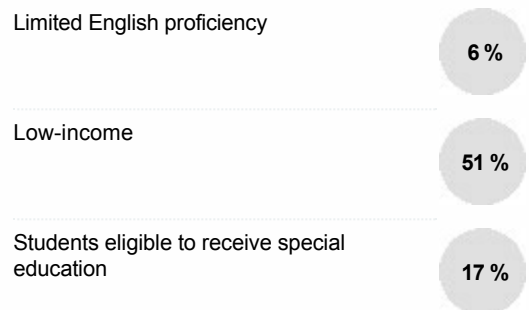 Limited English proficiency
6 %
Low-income
51 %
Students eligible to receive special
education
17 %